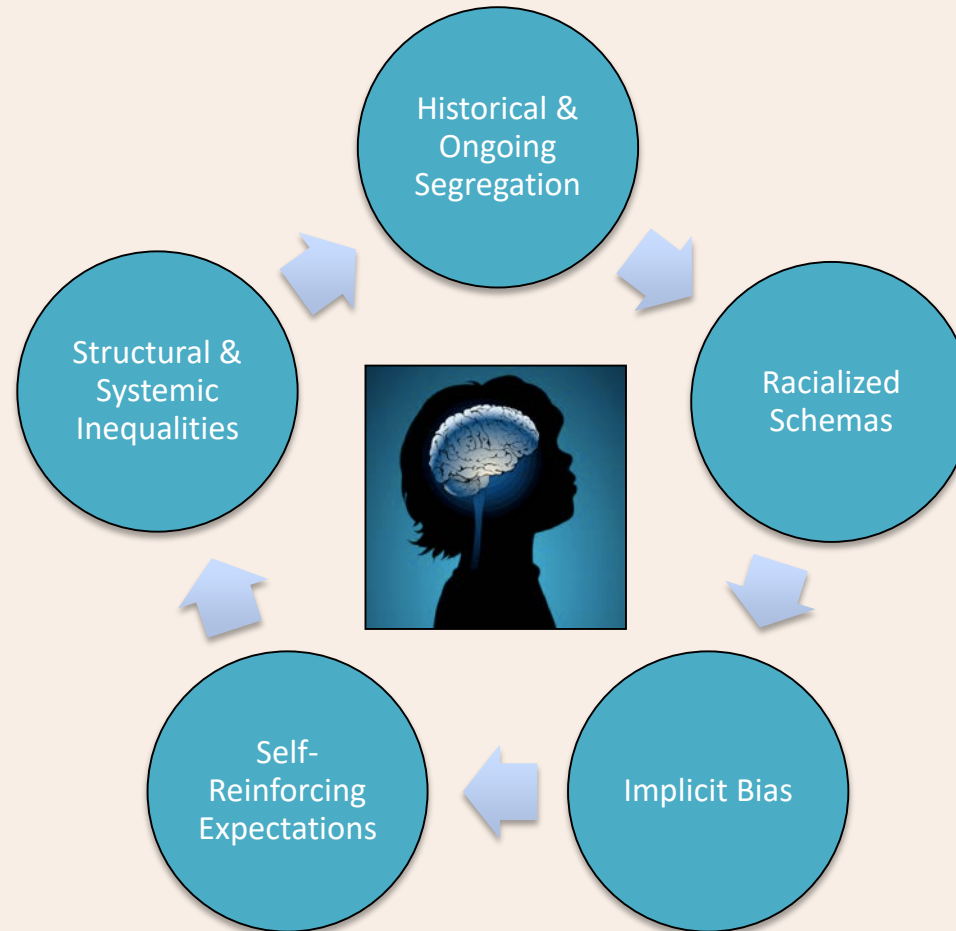 Historical &
Ongoing
Segregation
Racialized
Schemas
Implicit Bias
Self-
Reinforcing
Expectations
Structural &
Systemic
Inequalities